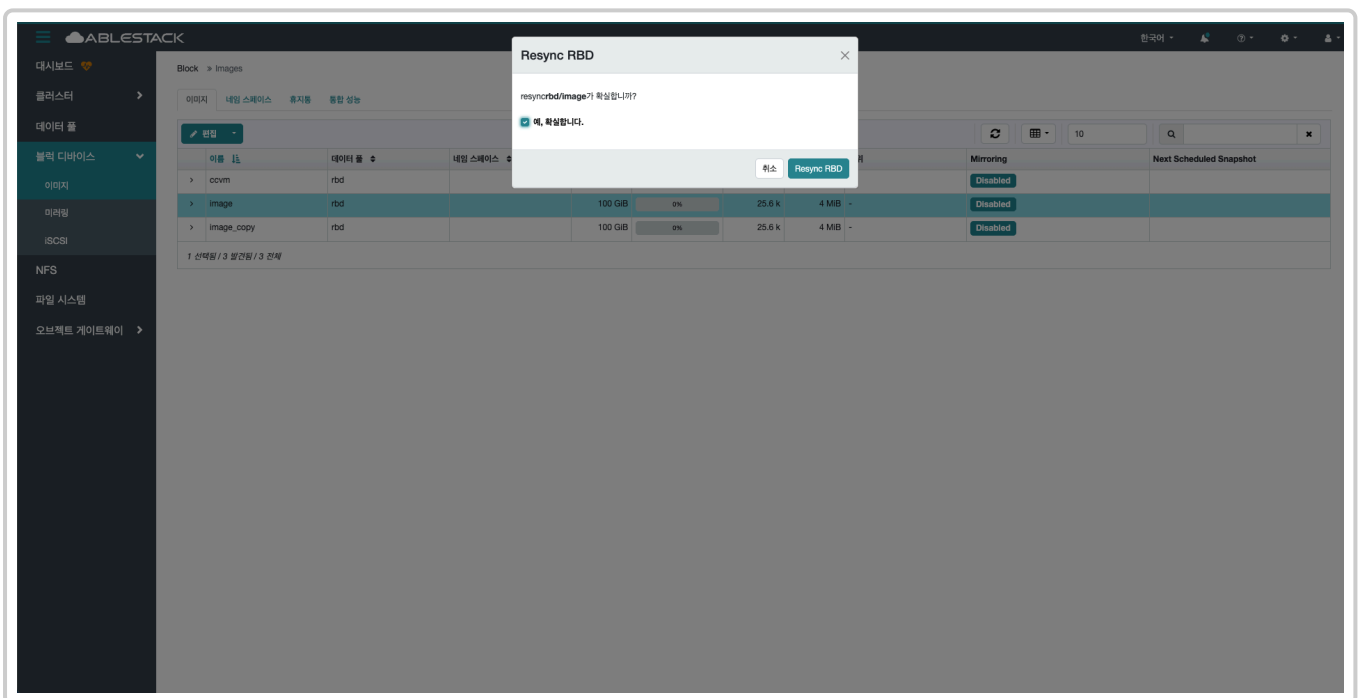 ABLESTACK
한국어
대시보드
클러스터
데이터 풀
블럭 디바이스
이미지
미러링
iSCSI
NFS
파일 시스템
오브젝트 게이트웨이
Block » Images
이미지 네임 스페이스 휴지통 통합 성능
편집
10
이름 데이터 풀 네임 스페이스 Mirroring Next Scheduled Snapshot
ccvm rbd Disabled
image rbd 100 GiB 0% 25.6 k 4 MiB - Disabled
image_copy rbd 100 GiB 0% 25.6 k 4 MiB - Disabled
1 선택됨 / 3 발견됨 / 3 전체
Resync RBD
resyncrbd/image가 확실합니까?
예, 확실합니다.
취소 Resync RBD